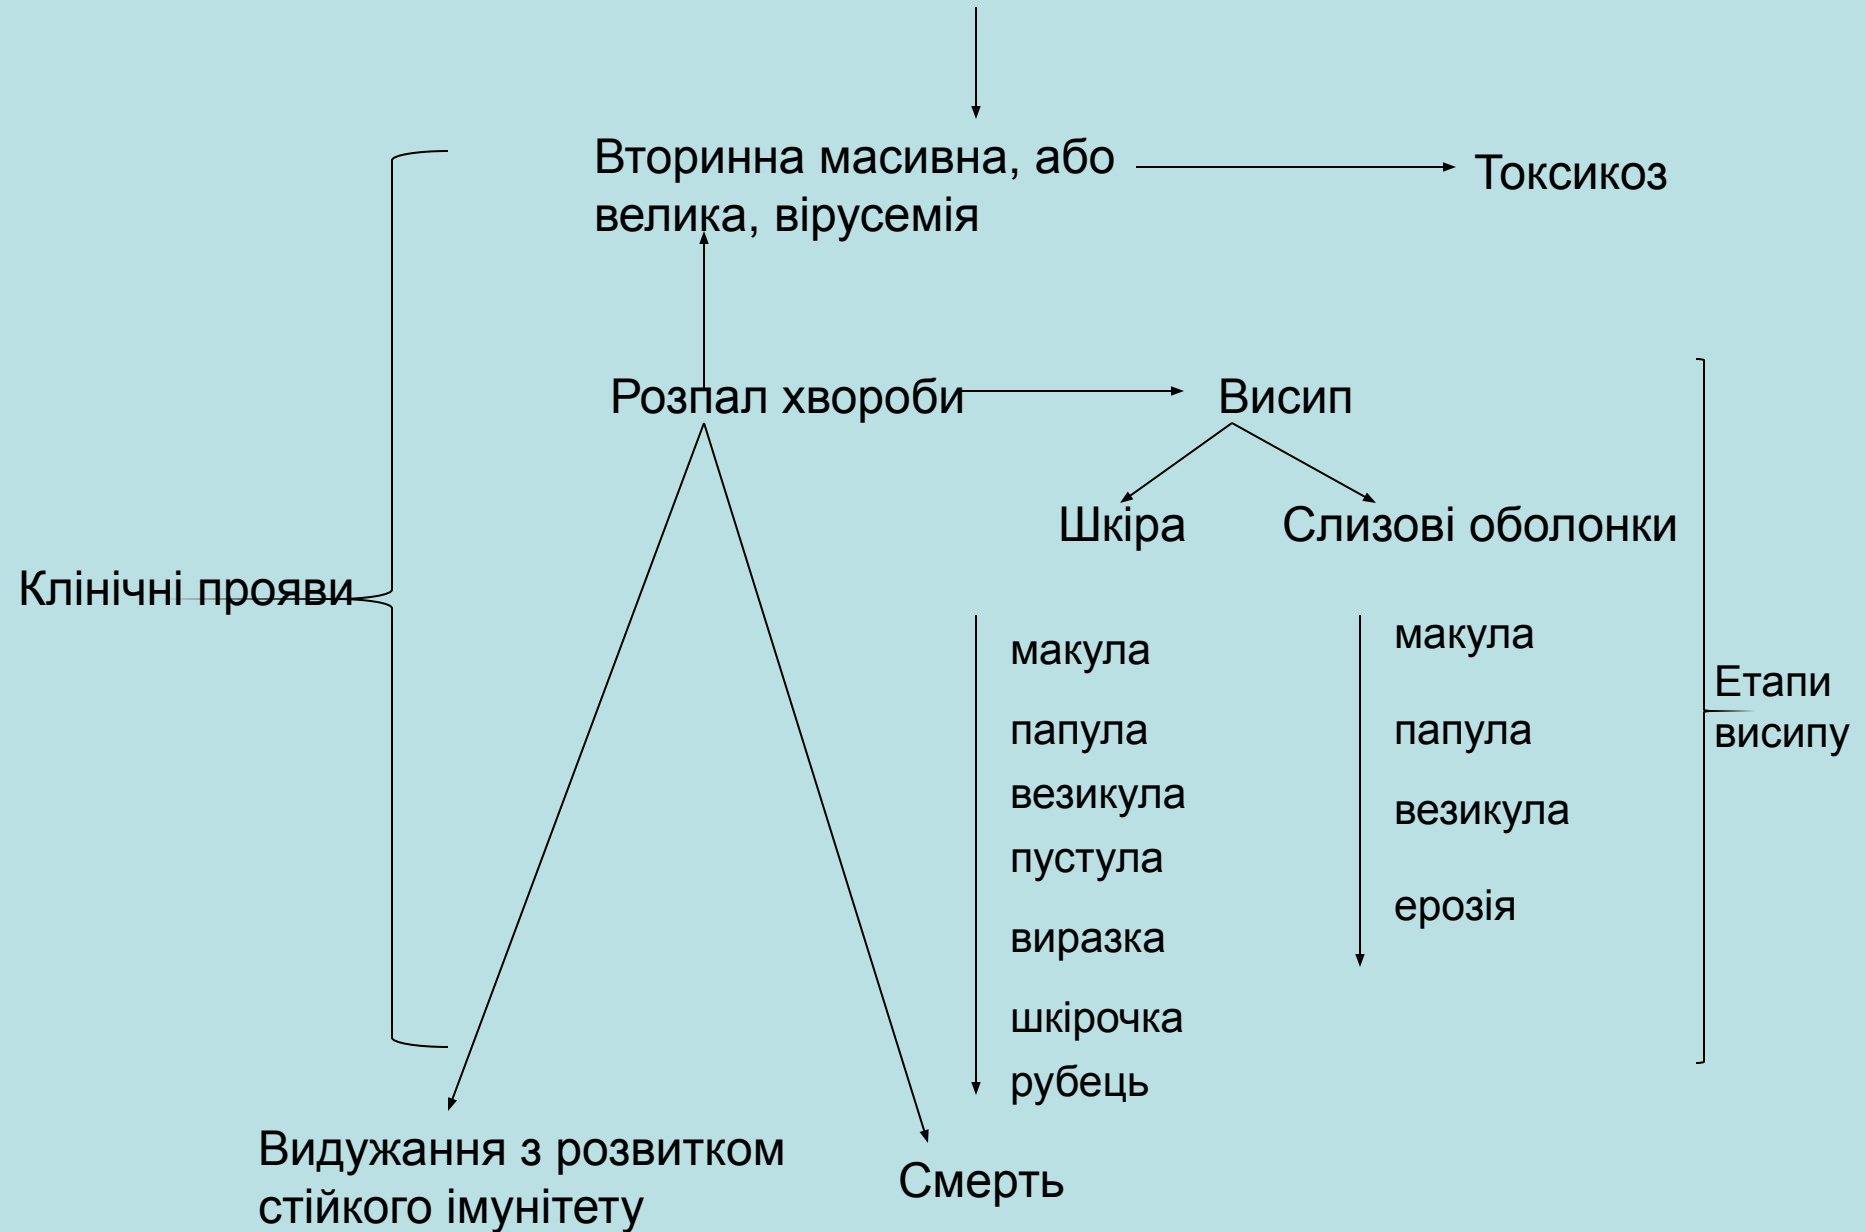 Вторинна масивна, або
велика, вірусемія
Токсикоз
Розпал хвороби
Висип
Шкіра
Слизові оболонки
Клінічні прояви
макула
папула
везикула
пустула
виразка
шкірочка
рубець
макула
папула
везикула
ерозія
Етапи
висипу
Видужання з розвитком
стійкого імунітету
Смерть